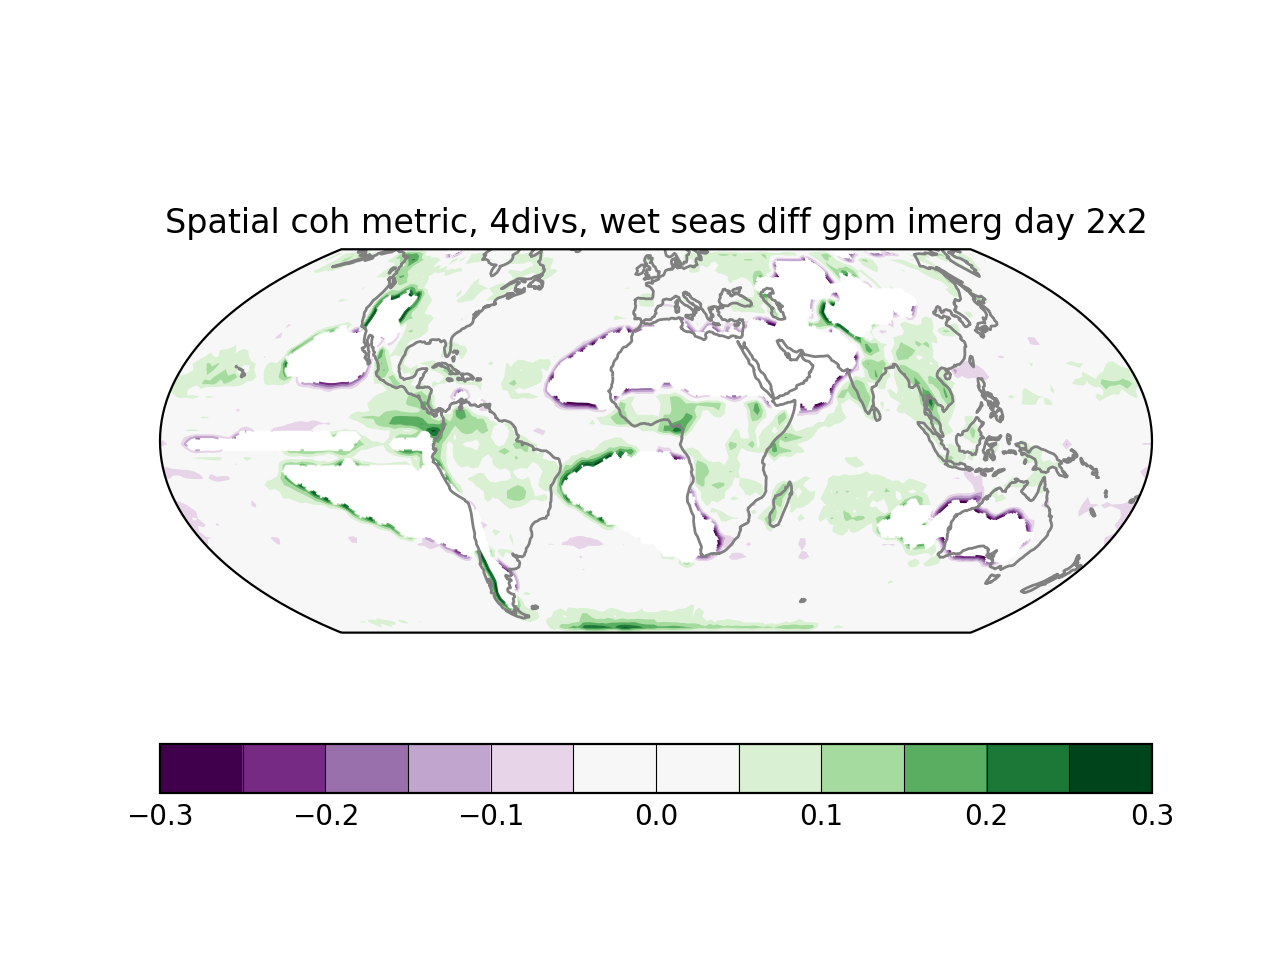 Spatial coh metric, 4divs, wet seas diff gpm imerg day 2x2
−0.3 −0.2 −0.1 0.0 0.1 0.2 0.3